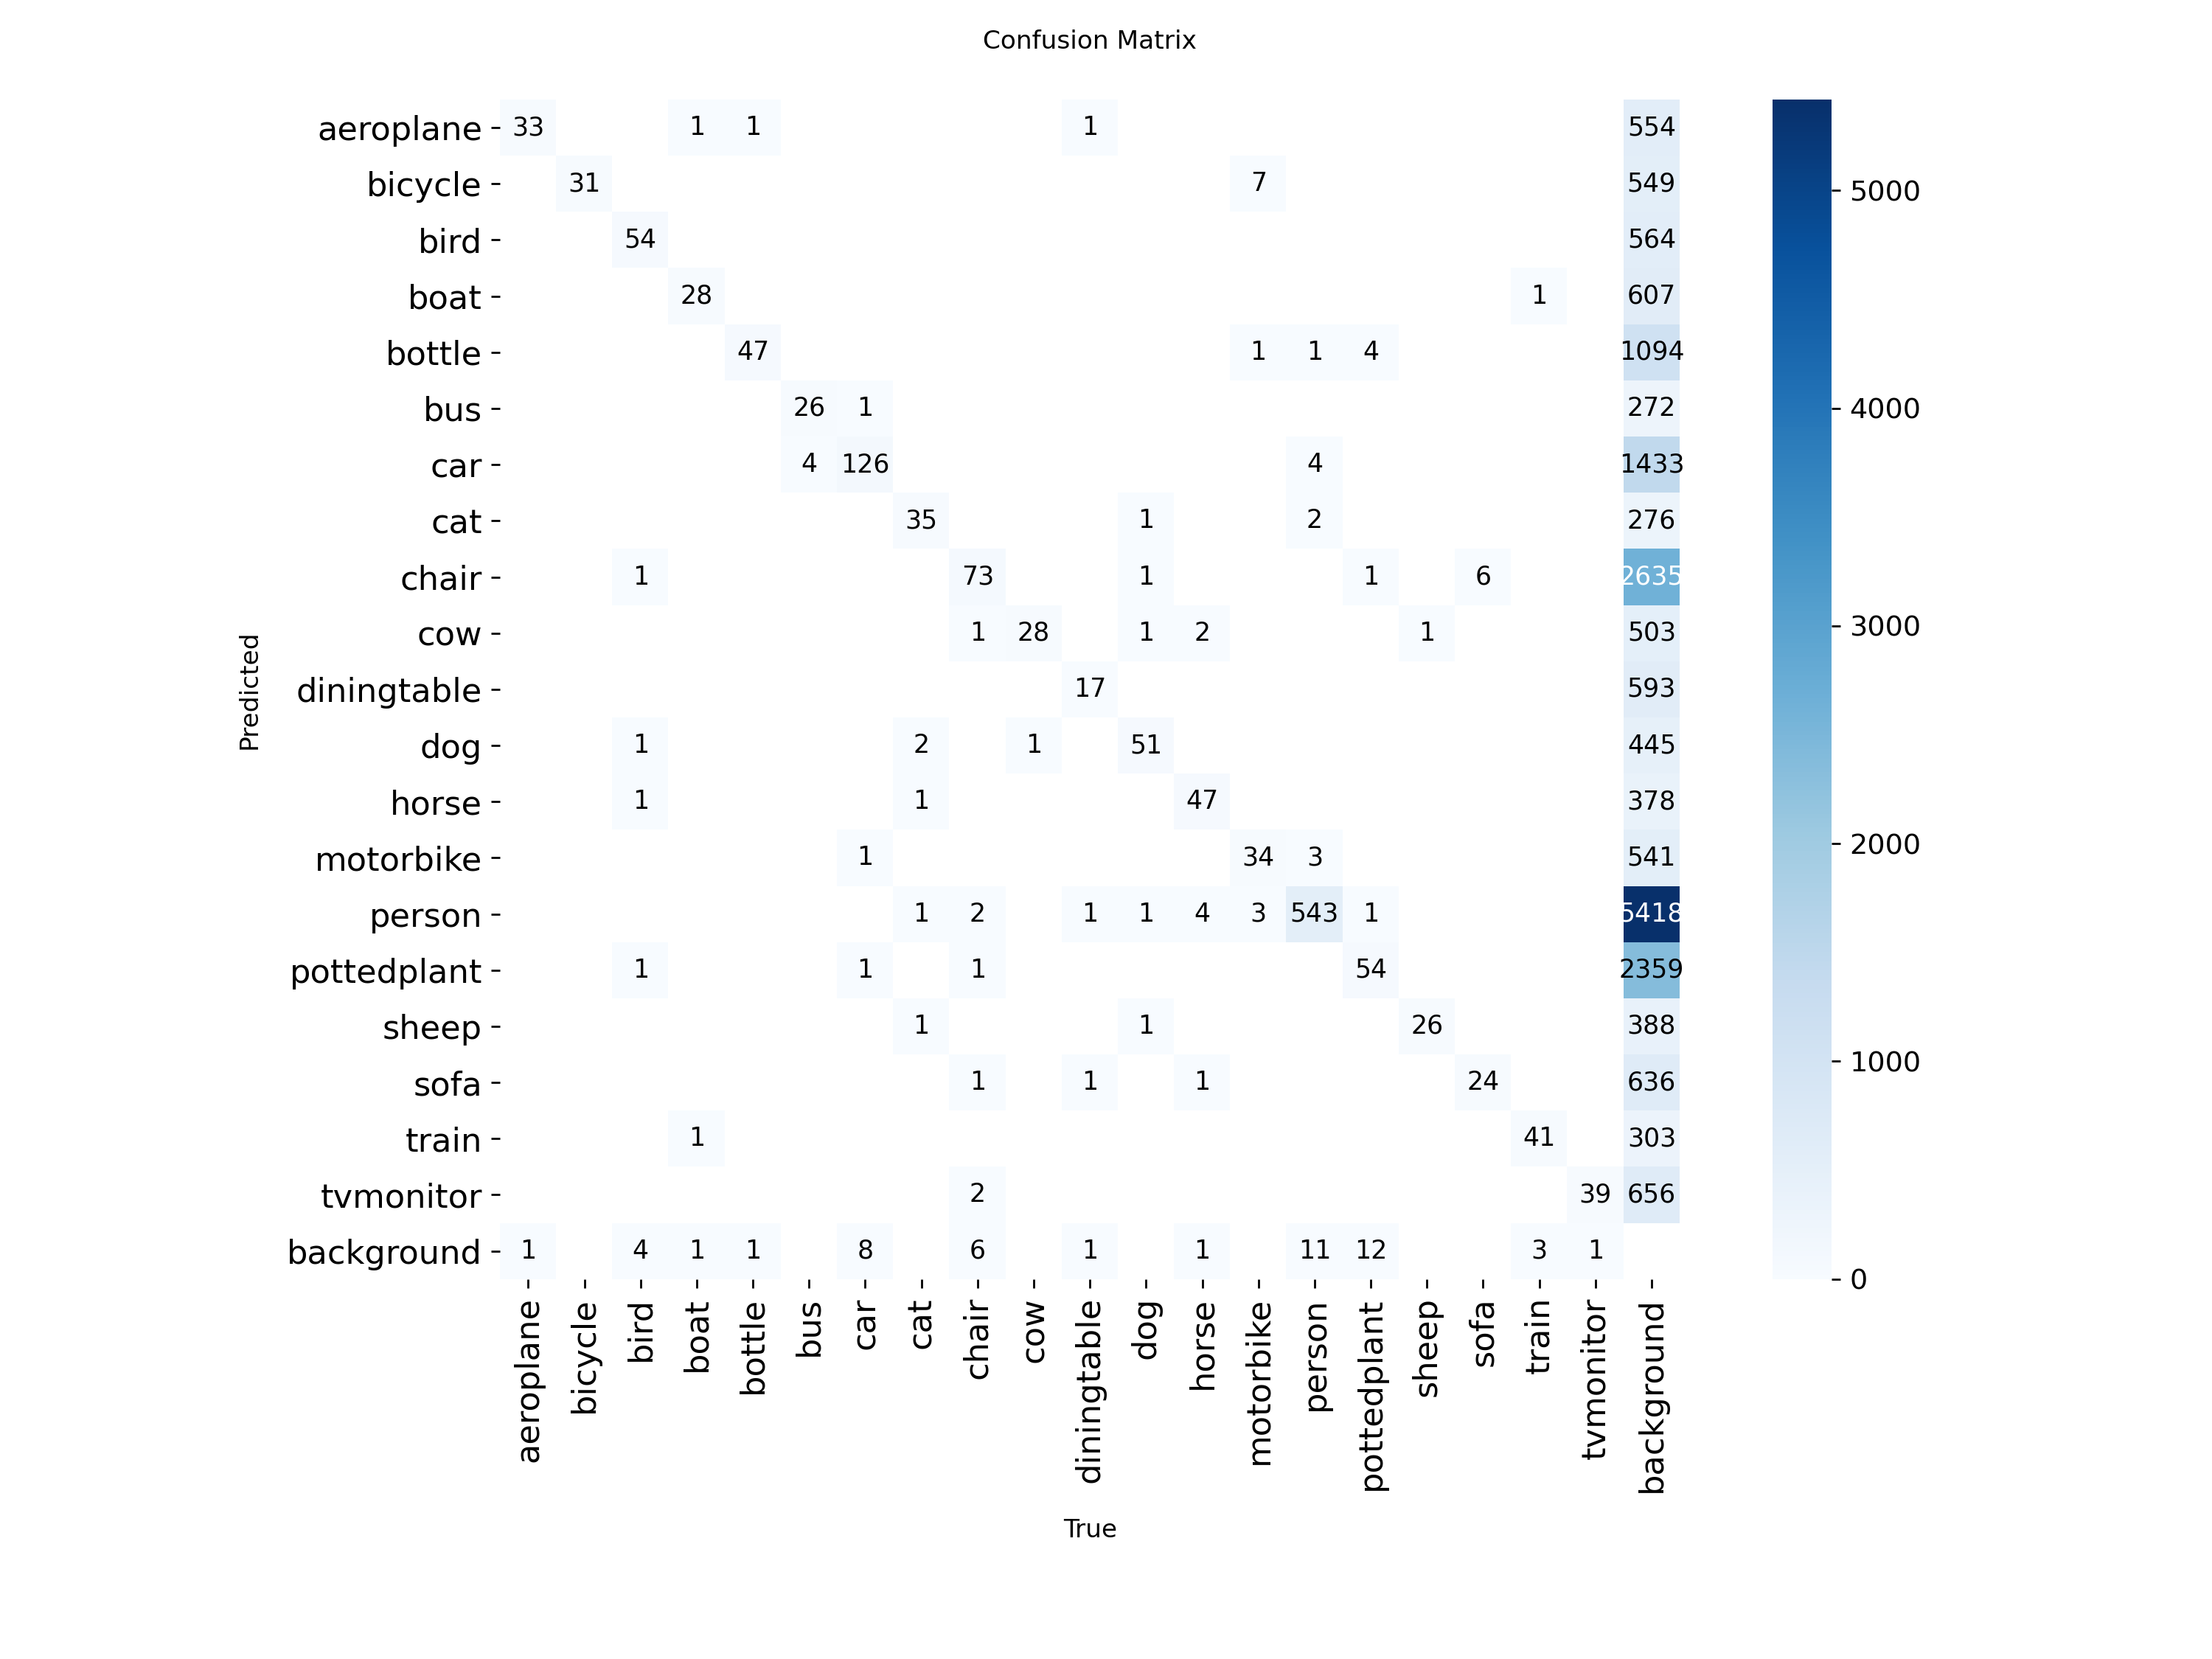 Confusion Matrix
aeroplane 33 1 1 1 554
bicycle 31 7 549
bird 54 564
boat 28 1 607
bottle 47 1 1 4 1094
bus 26 1 272
car 4 126 4 1433
cat 35 1 2 276
chair 1 73 1 1 6 2635
cow 1 28 1 2 1 503
diningtable 17 593
dog 1 2 1 51 445
horse 1 1 47 378
motorbike 1 34 3 541
person 1 2 1 1 4 3 543 1 5418
pottedplant 1 1 1 54 2359
sheep 1 1 26 388
sofa 1 1 1 24 636
train 1 41 303
tvmonitor 2 39 656
background 1 4 1 1 8 6 1 1 11 12 3 1
aeroplane bicycle bird boat bottle bus car cat chair cow diningtable dog horse motorbike person pottedplant sheep sofa train tvmonitor background
True
Predicted
5000
4000
3000
2000
1000
0